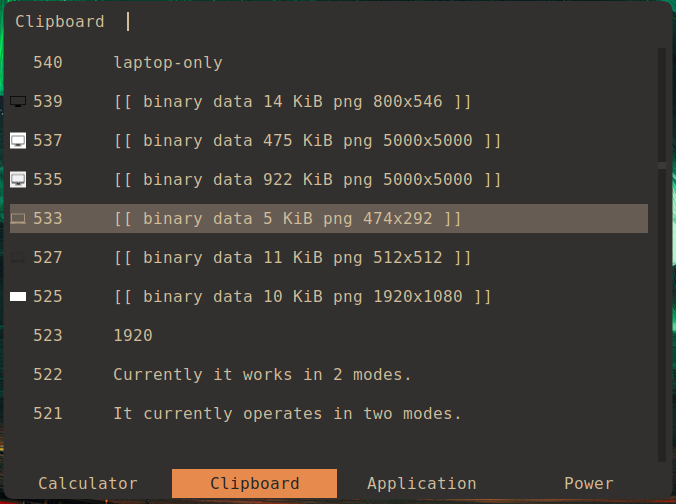 Clipboard
540 laptop-only
539 [[ binary data 14 KiB png 800x546 ]]
537 [[ binary data 475 KiB png 5000x5000 ]]
535 [[ binary data 922 KiB png 5000x5000 ]]
533 [[ binary data 5 KiB png 474x292 ]]
527 [[ binary data 11 KiB png 512x512 ]]
525 [[ binary data 10 KiB png 1920x1080 ]]
523 1920
522 Currently it works in 2 modes.
521 It currently operates in two modes.
Calculator Clipboard Application Power